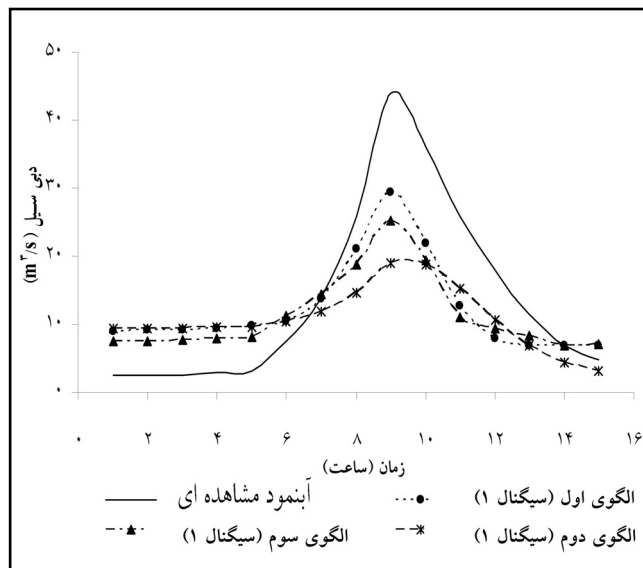 ۵۰
۴۰
۳۰
۲۰
۱۰
۰
دبی سیل (m۳/s)
۰ ۲ ۴ ۶ ۸ ۱۰ ۱۲ ۱۴ ۱۶
زمان (ساعت)
آبنمود مشاهده ای
الگوی اول (سیگنال ۱)
الگوی سوم (سیگنال ۱)
الگوی دوم (سیگنال ۱)